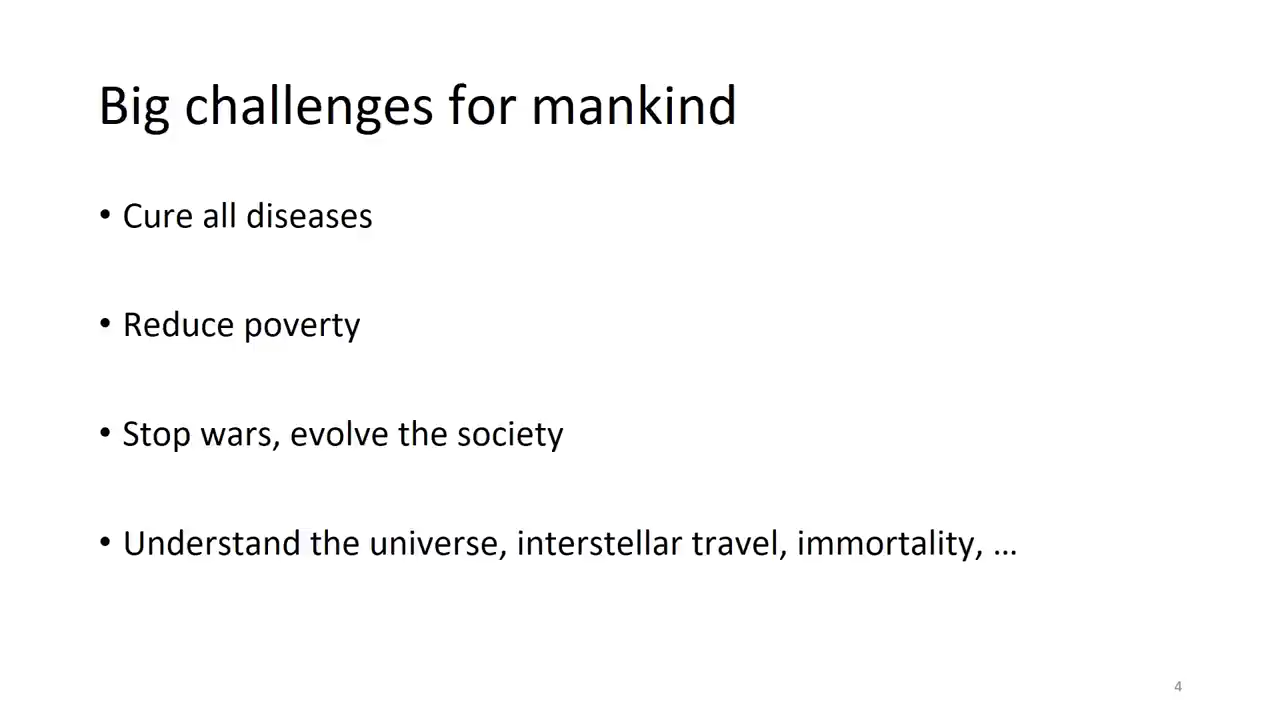 Big challenges for mankind
• Cure all diseases
• Reduce poverty
• Stop wars, evolve the society
• Understand the universe, interstellar travel, immortality, ...
4